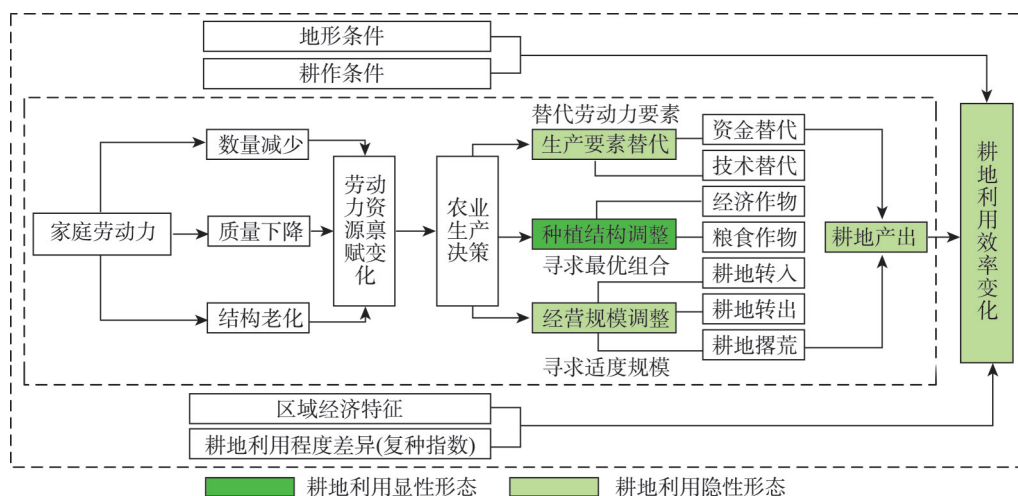 地形条件
耕作条件
替代劳动力要素
数量减少
生产要素替代
资金替代
技术替代
家庭劳动力
质量下降
劳动力资源禀赋变化
农业生产决策
种植结构调整
寻求最优组合
经济作物
粮食作物
耕地产出
耕地利用效率变化
结构老化
经营规模调整
寻求适度规模
耕地转入
耕地转出
耕地撂荒
区域经济特征
耕地利用程度差异(复种指数)
耕地利用显性形态
耕地利用隐性形态